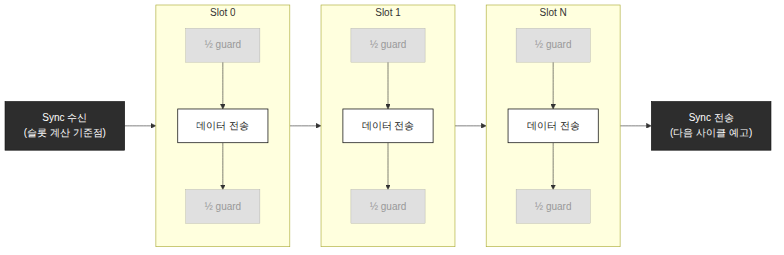 Sync 수신
(슬롯 계산 기준점)
Slot 0
½ guard
데이터 전송
½ guard
Slot 1
½ guard
데이터 전송
½ guard
Slot N
½ guard
데이터 전송
½ guard
Sync 전송
(다음 사이클 예고)